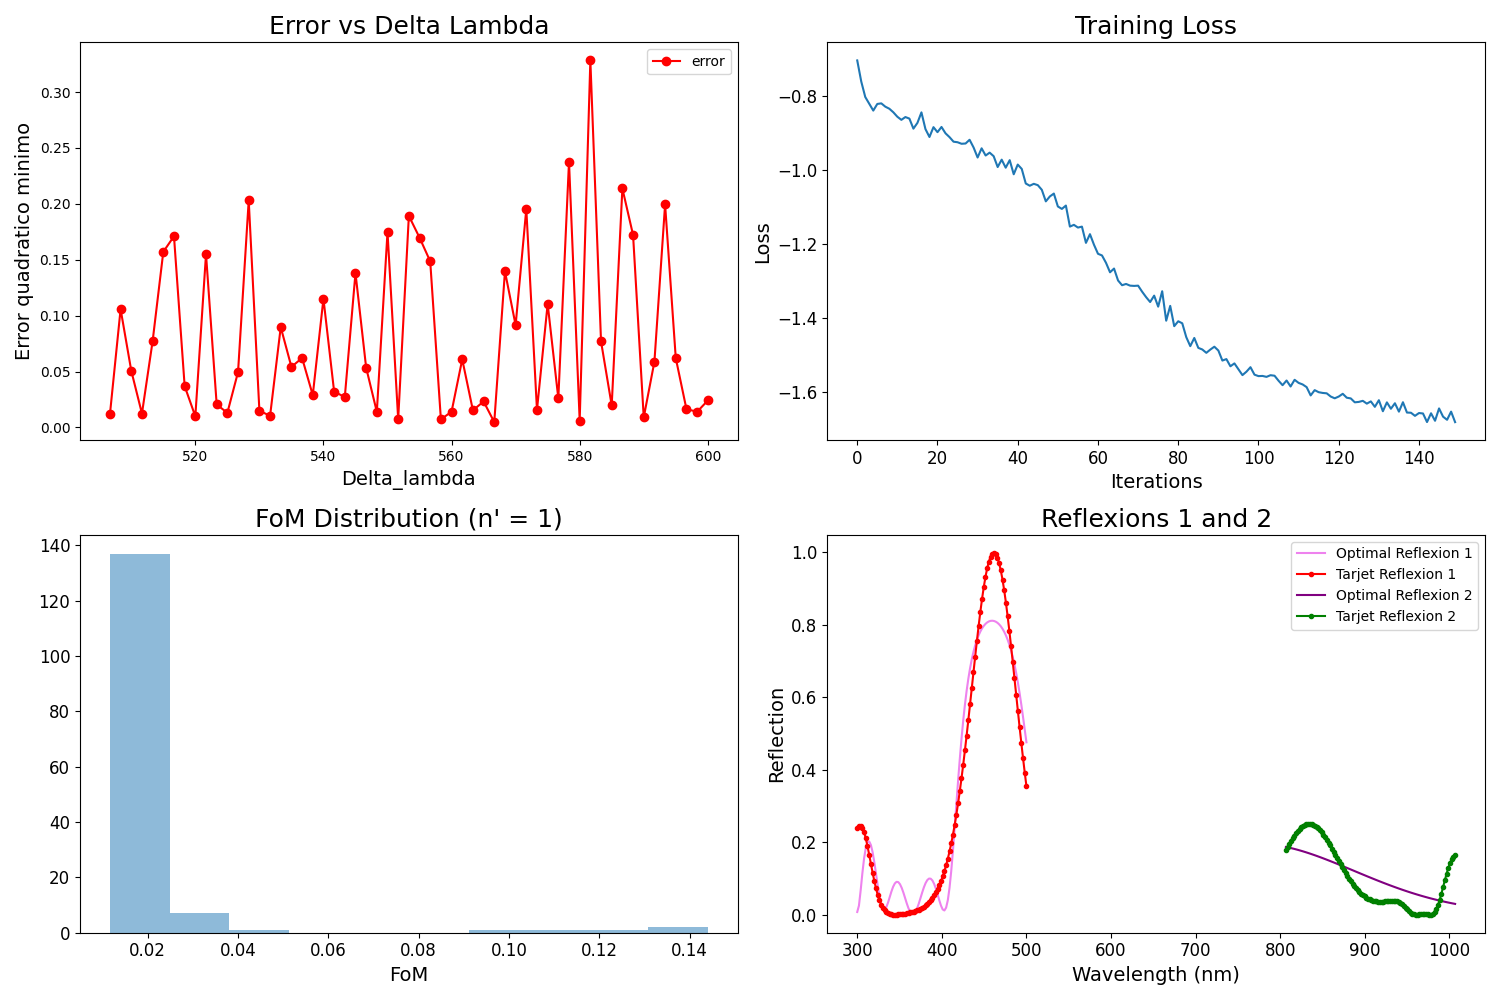 Error vs Delta Lambda
error
0.30
0.25
0.20
0.15
0.10
0.05
0.00
Error quadratico minimo
520 540 560 580 600
Delta_lambda
Training Loss
−0.8
−1.0
−1.2
−1.4
−1.6
Loss
0 20 40 60 80 100 120 140
Iterations
FoM Distribution (n' = 1)
140
120
100
80
60
40
20
0
0.02 0.04 0.06 0.08 0.10 0.12 0.14
FoM
Reflexions 1 and 2
Optimal Reflexion 1
Tarjet Reflexion 1
Optimal Reflexion 2
Tarjet Reflexion 2
1.0
0.8
0.6
0.4
0.2
0.0
Reflection
300 400 500 600 700 800 900 1000
Wavelength (nm)